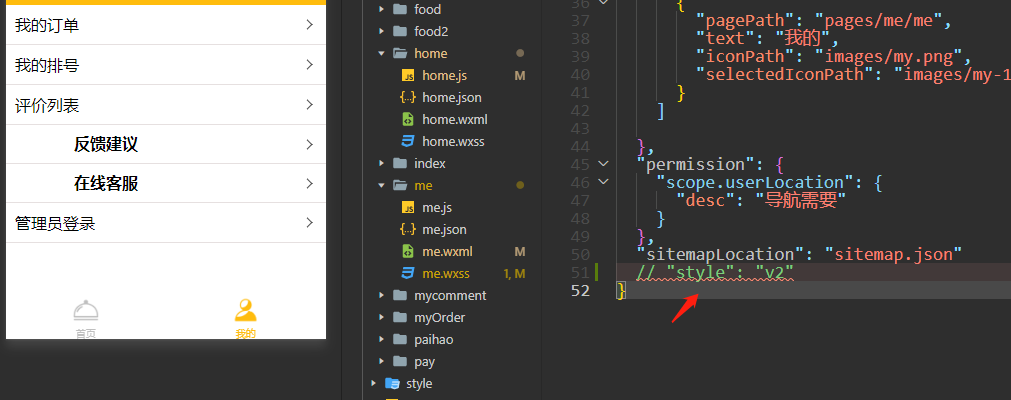 我的订单
我的排号
评价列表
反馈建议
在线客服
管理员登录
首页
我的
food
food2
home
home.js M
home.json
home.wxml
home.wxss
index
me
me.js
me.json
me.wxml M
me.wxss 1, M
mycomment
myOrder
paihao
pay
style
36 {
37 "pagePath": "pages/me/me",
38 "text": "我的",
39 "iconPath": "images/my.png",
40 "selectedIconPath": "images/my-1
41 }
42 ]
43
44 },
45 "permission": {
46 "scope.userLocation": {
47 "desc": "导航需要"
48 }
49 },
50 "sitemapLocation": "sitemap.json"
51 // "style": "v2"
52 }